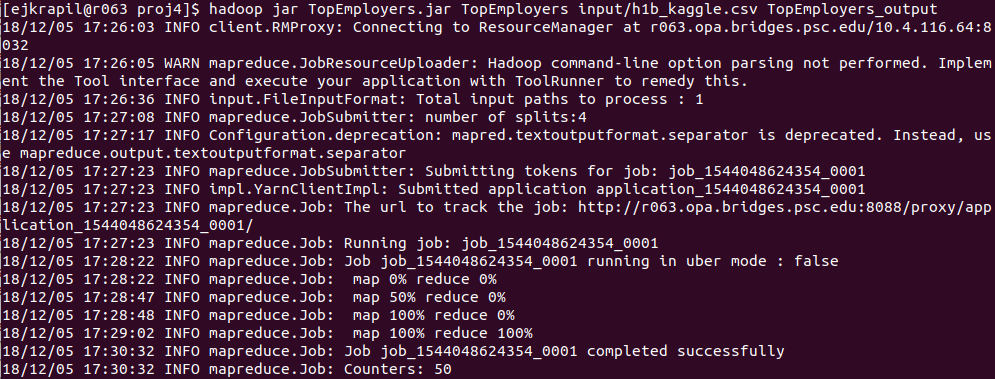 [ejkrapil@r063 proj4]$ hadoop jar TopEmployers.jar TopEmployers input/h1b_kaggle.csv TopEmployers_output
18/12/05 17:26:03 INFO client.RMProxy: Connecting to ResourceManager at r063.opa.bridges.psc.edu/10.4.116.64:8
032
18/12/05 17:26:05 WARN mapreduce.JobResourceUploader: Hadoop command-line option parsing not performed. Implem
ent the Tool interface and execute your application with ToolRunner to remedy this.
18/12/05 17:26:36 INFO input.FileInputFormat: Total input paths to process : 1
18/12/05 17:27:08 INFO mapreduce.JobSubmitter: number of splits:4
18/12/05 17:27:17 INFO Configuration.deprecation: mapred.textoutputformat.separator is deprecated. Instead, us
e mapreduce.output.textoutputformat.separator
18/12/05 17:27:23 INFO mapreduce.JobSubmitter: Submitting tokens for job: job_1544048624354_0001
18/12/05 17:27:23 INFO impl.YarnClientImpl: Submitted application application_1544048624354_0001
18/12/05 17:27:23 INFO mapreduce.Job: The url to track the job: http://r063.opa.bridges.psc.edu:8088/proxy/app
lication_1544048624354_0001/
18/12/05 17:27:23 INFO mapreduce.Job: Running job: job_1544048624354_0001
18/12/05 17:28:22 INFO mapreduce.Job: Job job_1544048624354_0001 running in uber mode : false
18/12/05 17:28:22 INFO mapreduce.Job:  map 0% reduce 0%
18/12/05 17:28:47 INFO mapreduce.Job:  map 50% reduce 0%
18/12/05 17:28:48 INFO mapreduce.Job:  map 100% reduce 0%
18/12/05 17:29:02 INFO mapreduce.Job:  map 100% reduce 100%
18/12/05 17:30:32 INFO mapreduce.Job: Job job_1544048624354_0001 completed successfully
18/12/05 17:30:32 INFO mapreduce.Job: Counters: 50